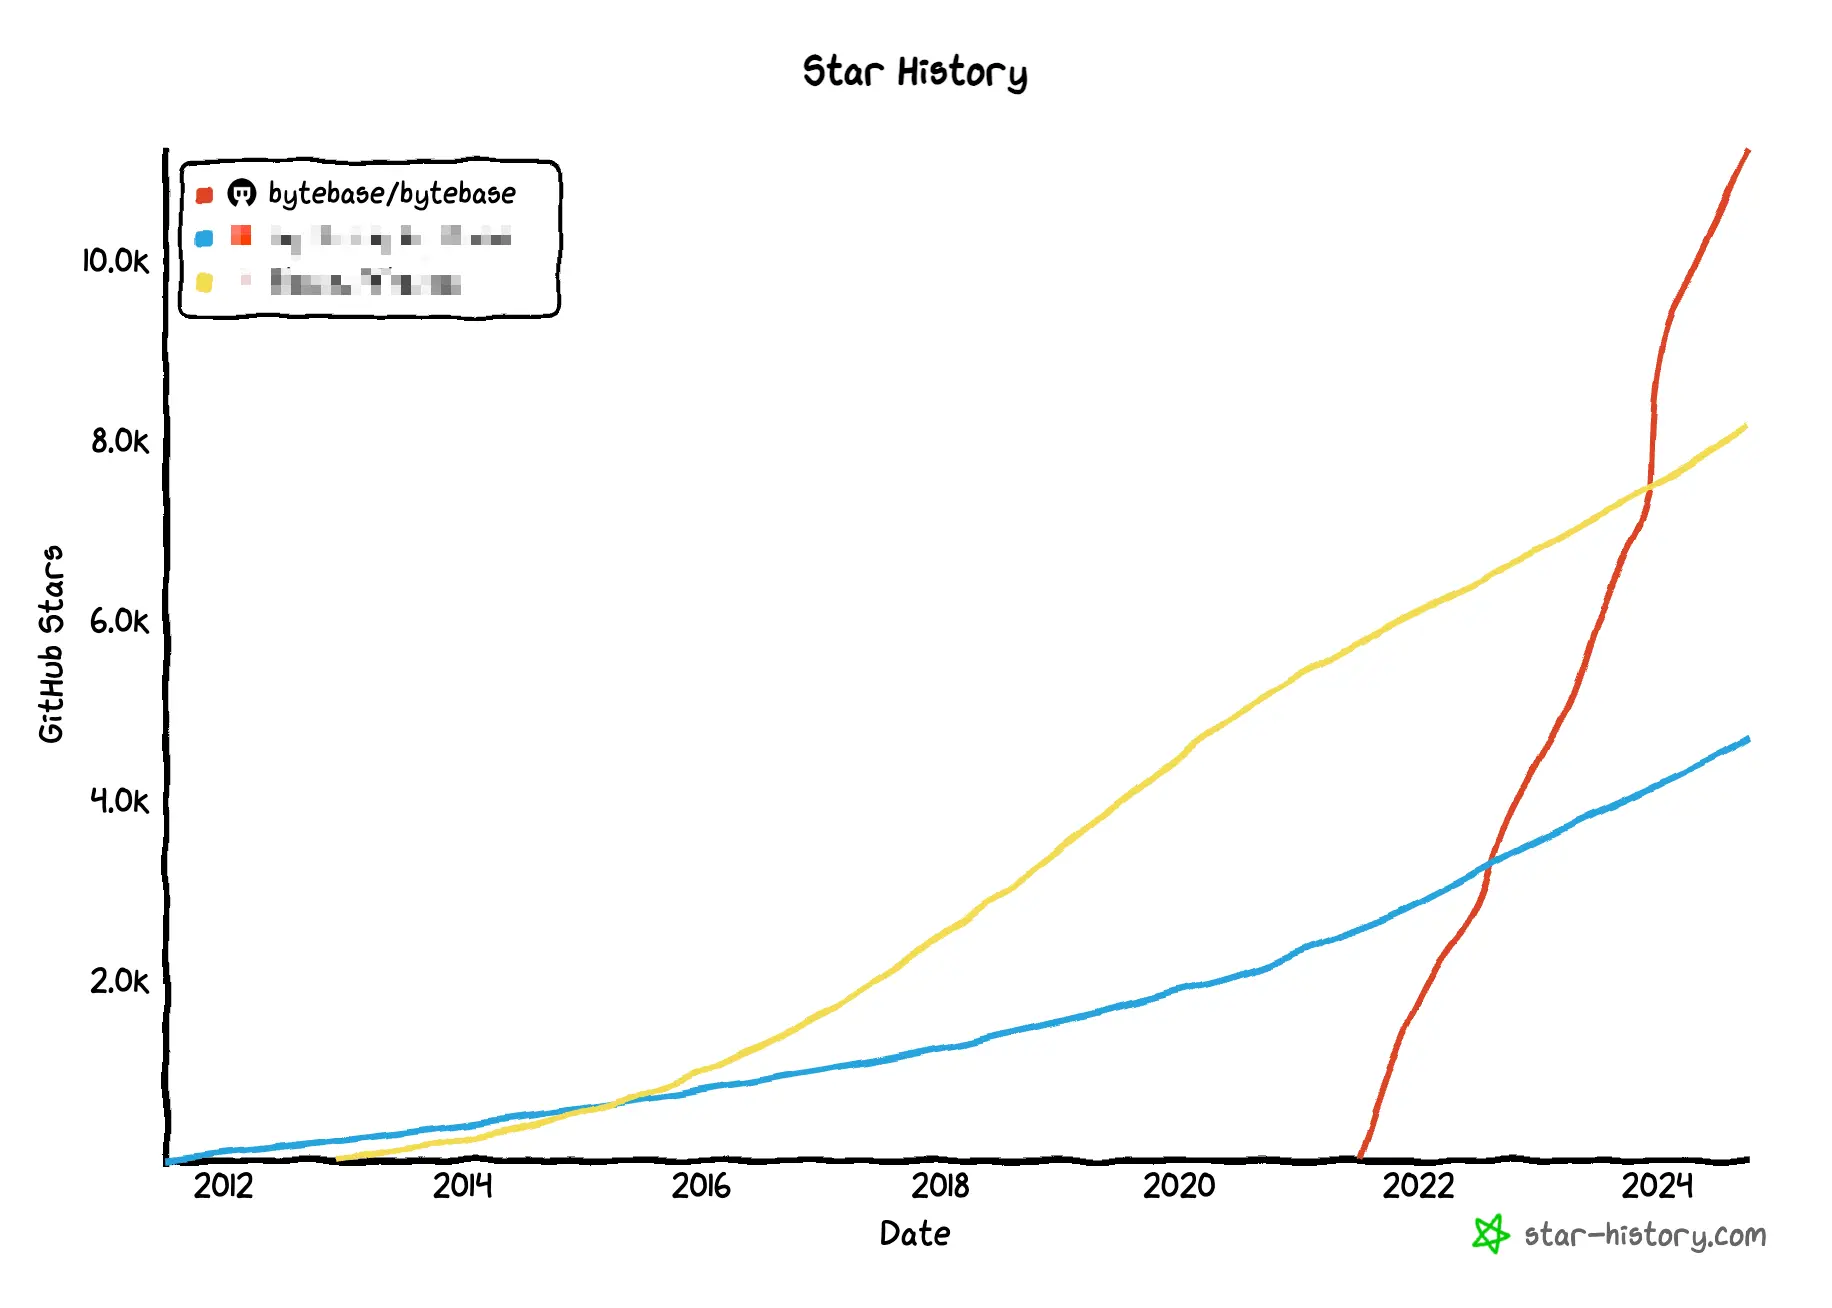 Star History
bytebase/bytebase
10.0k
8.0k
6.0k
4.0k
2.0k
GitHub Stars
2012 2014 2016 2018 2020 2022 2024
Date
star-history.com